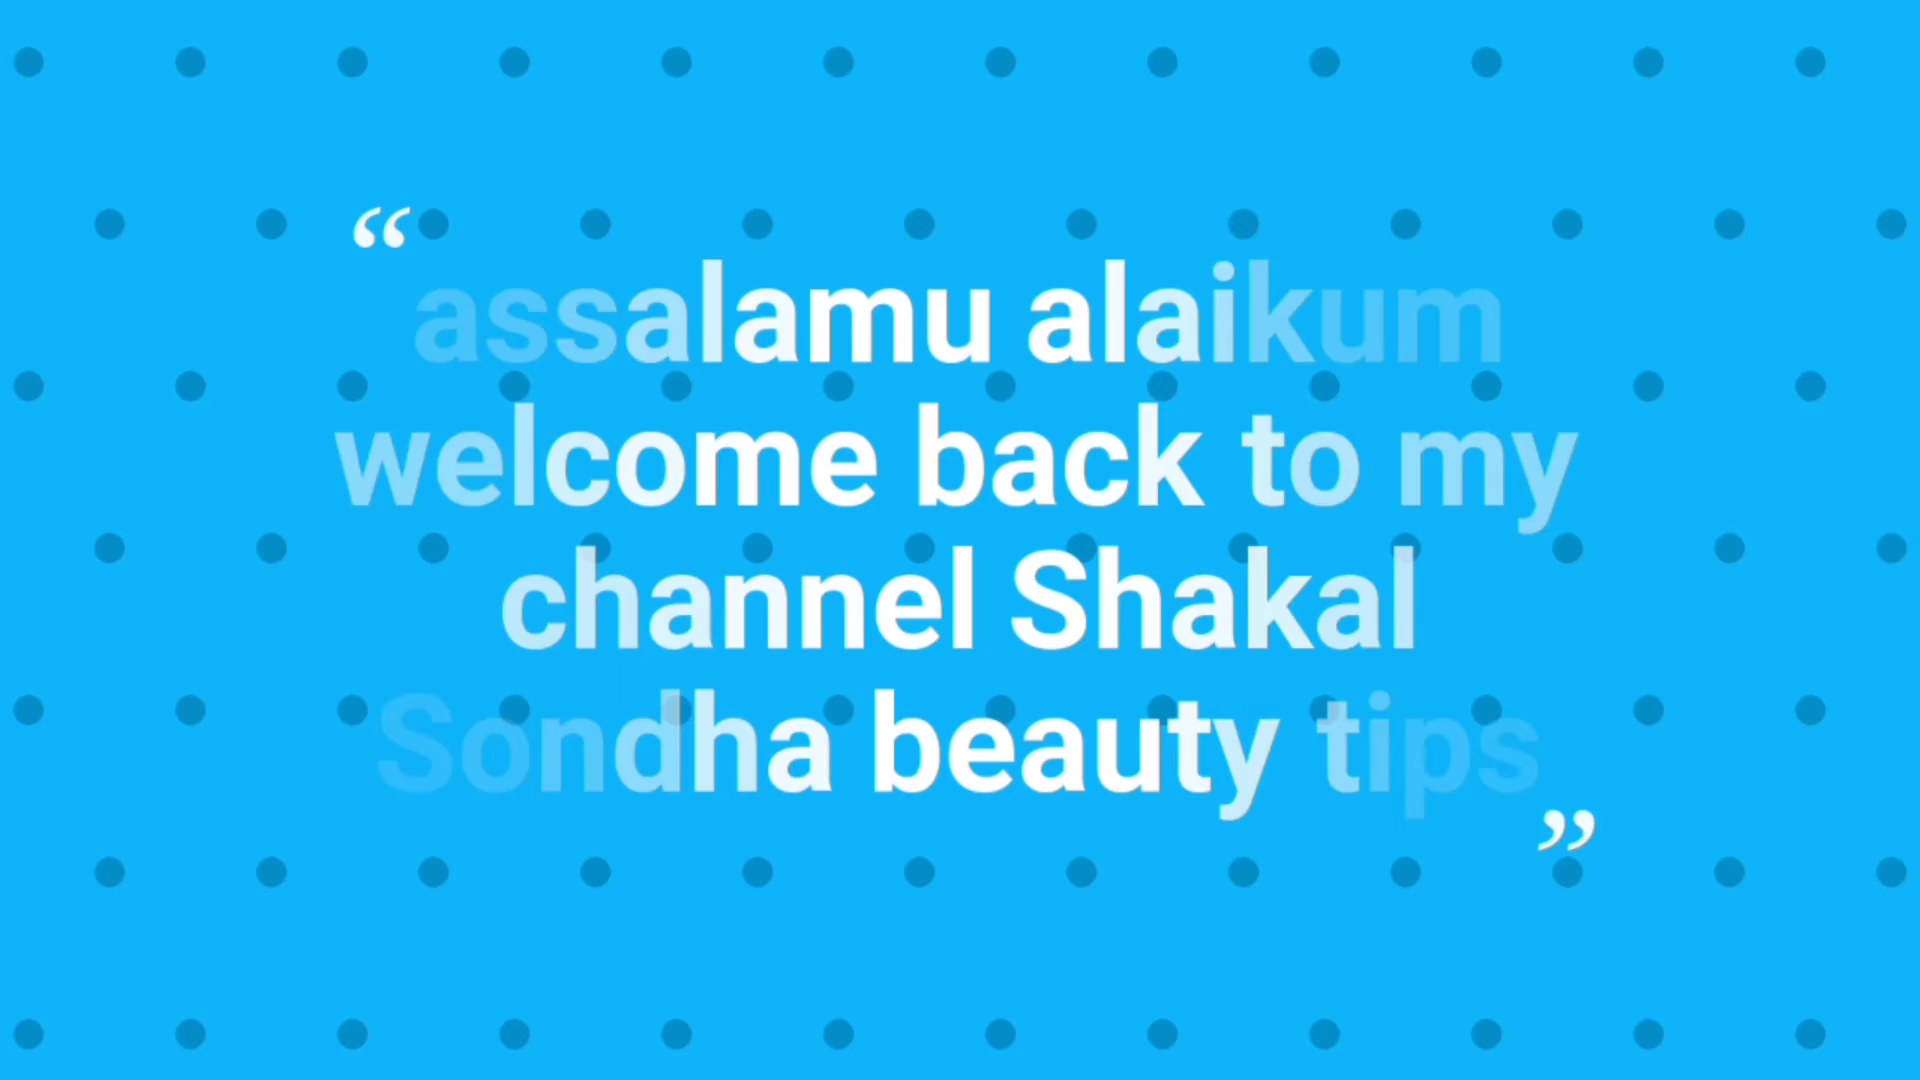 “
assalamu alaikum
welcome back to my
channel Shakal
Sondha beauty tips
”